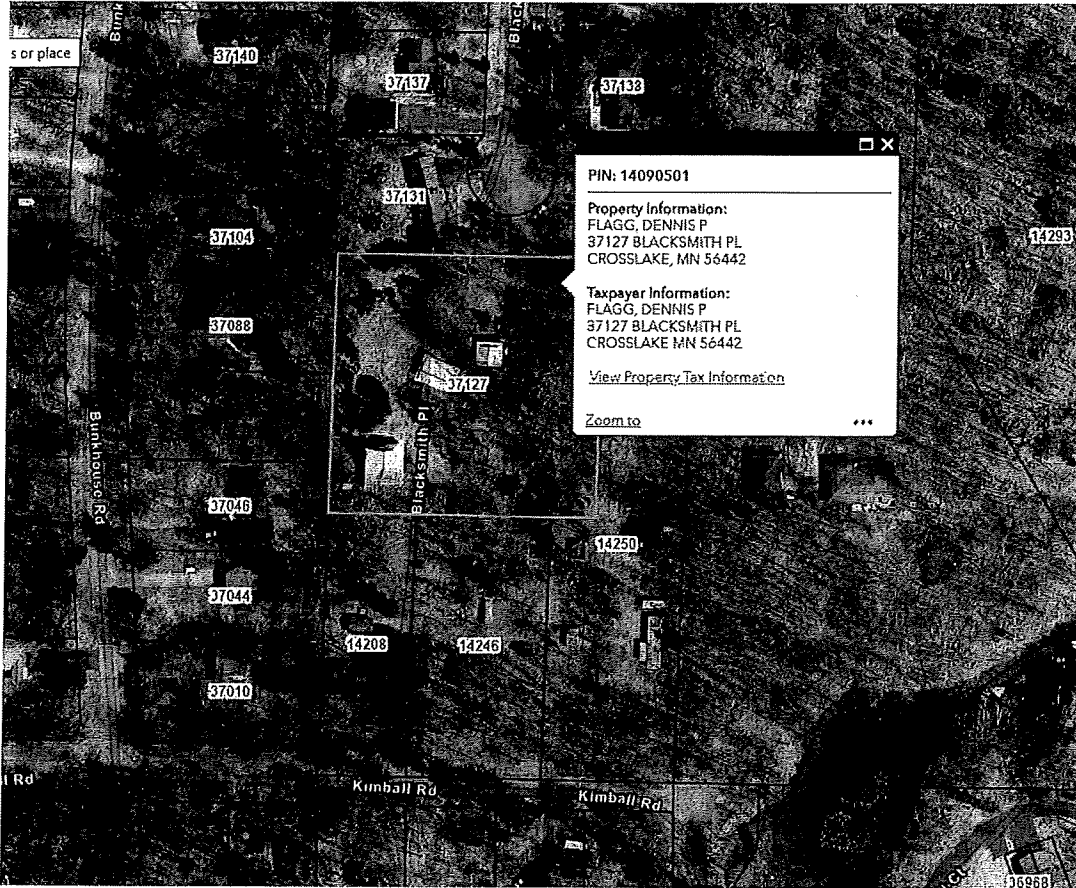 s or place
Bunk
37140
37137
37138
37131
PIN: 14090501
Property Information:
FLAGG, DENNIS P
37127 BLACKSMITH PL
CROSSLAKE, MN 56442
Taxpayer Information:
FLAGG, DENNIS P
37127 BLACKSMITH PL
CROSSLAKE MN 56442
View Property Tax Information
Zoom to
37104
14293
37088
37127
Blacksmith Pl
Bunkhouse Rd
37046
14250
37044
14208
14246
37010
Kimball Rd
Kimball Rd
36968